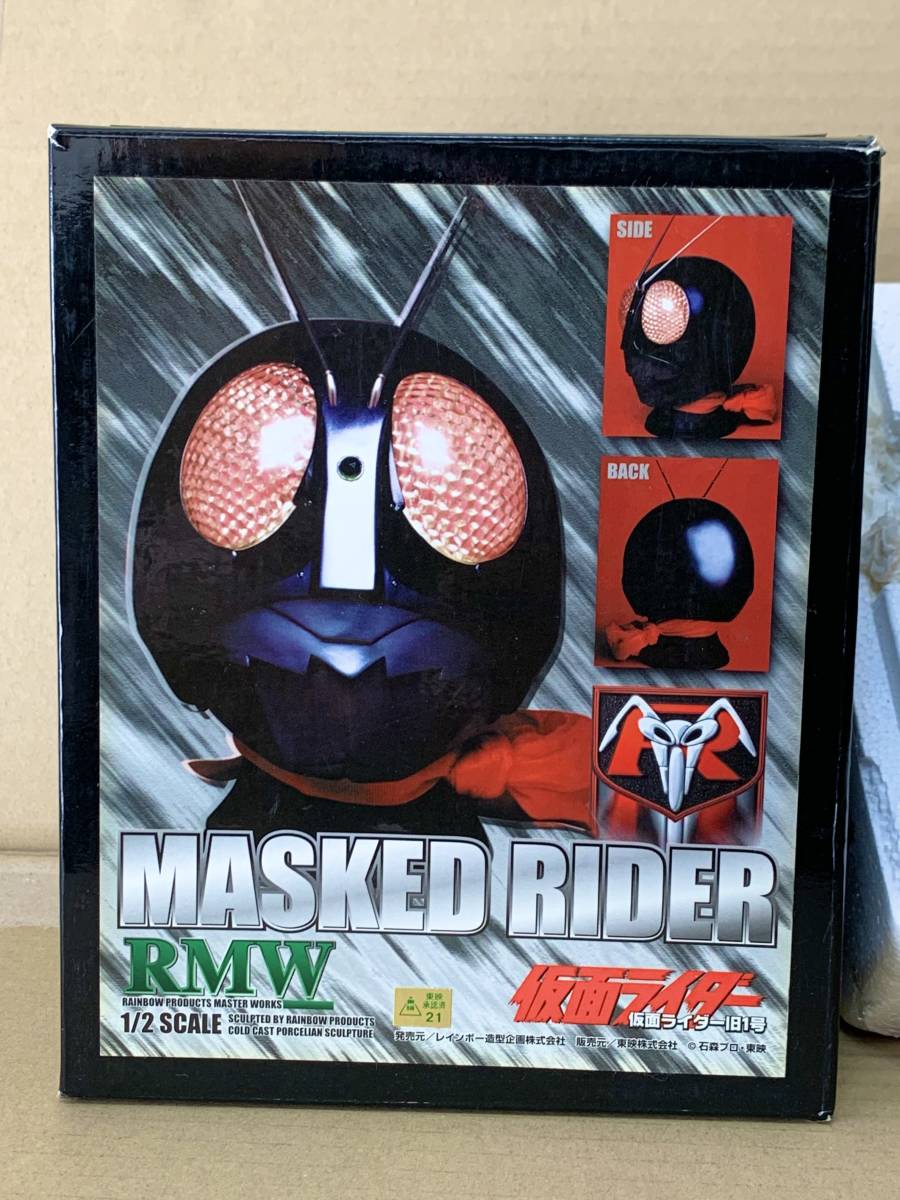 SIDE
BACK
MASKED RIDER
RMW
RAINBOW PRODUCTS MASTER WORKS
1/2 SCALE
SCULPTED BY RAINBOW PRODUCTS
COLD CAST PORCELIAN SCULPTURE
東映
承認済
21
仮面ライダー
仮面ライダー旧1号
発売元／レインボー造型企画株式会社 販売元／東映株式会社 ©石森プロ・東映